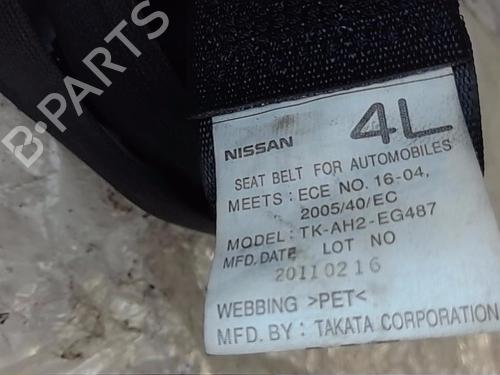 B-PARTS
NISSAN 4L
SEAT BELT FOR AUTOMOBILES
MEETS: ECE NO. 16-04,
2005/40/EC
MODEL: TK-AH2-EG487
MFD. DATE LOT NO
20110216
WEBBING >PET<
MFD. BY: TAKATA CORPORATION